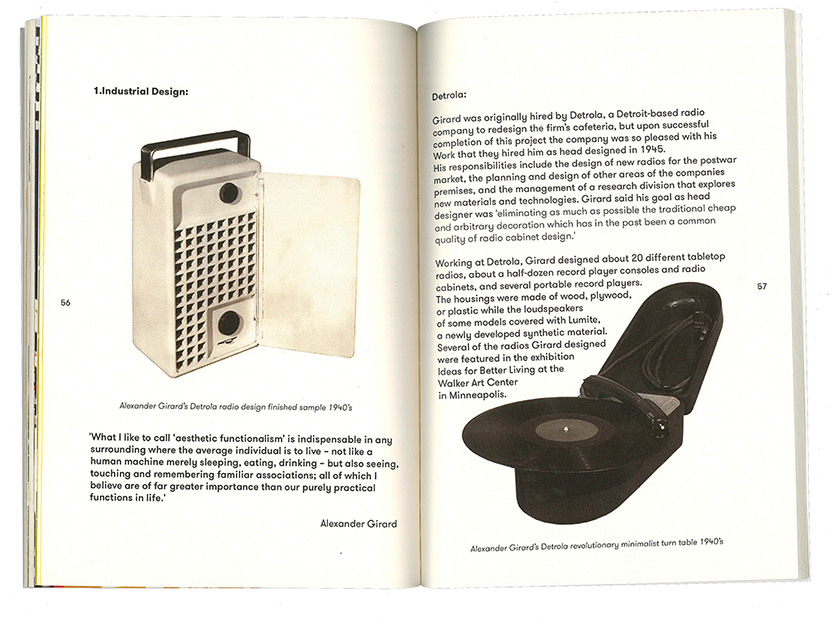 1.Industrial Design:
56
Alexander Girard's Detrola radio design finished sample 1940's
'What I like to call 'aesthetic functionalism' is indispensable in any
surrounding where the average individual is to live – not like a
human machine merely sleeping, eating, drinking – but also seeing,
touching and remembering familiar associations; all of which I
believe are of far greater importance than our purely practical
functions in life.'
Alexander Girard
Detrola:
Girard was originally hired by Detrola, a Detroit-based radio
company to redesign the firm's cafeteria, but upon successful
completion of this project the company was so pleased with his
Work that they hired him as head designed in 1945.
His responsibilities include the design of new radios for the postwar
market, the planning and design of other areas of the companies
premises, and the management of a research division that explores
new materials and technologies. Girard said his goal as head
designer was 'eliminating as much as possible the traditional cheap
and arbitrary decoration which has in the past been a common
quality of radio cabinet design.'
Working at Detrola, Girard designed about 20 different tabletop
radios, about a half-dozen record player consoles and radio
cabinets, and several portable record players.
The housings were made of wood, plywood,
or plastic while the loudspeakers
of some models covered with Lumite,
a newly developed synthetic material.
Several of the radios Girard designed
were featured in the exhibition
Ideas for Better Living at the
Walker Art Center
in Minneapolis.
57
Alexander Girard's Detrola revolutionary minimalist turn table 1940's